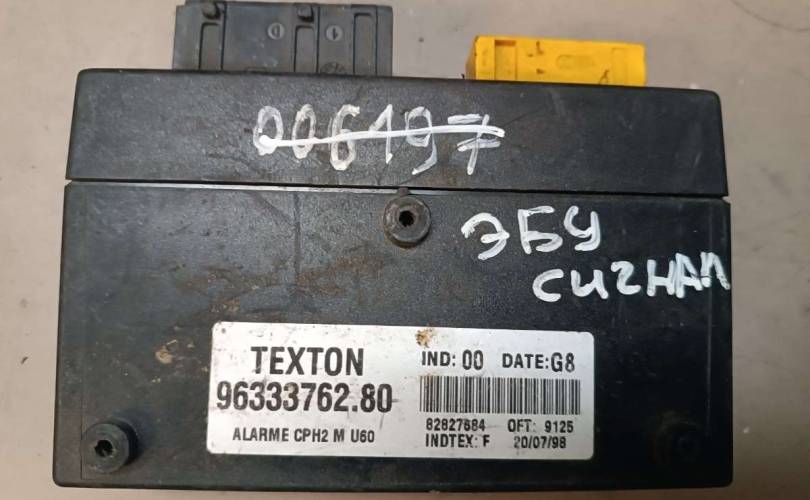 006197
ЭБУ
СИГНАЛ
TEXTON
96333762.80
ALARME CPH2 M U60
IND: 00 DATE:G8
82827684 OFT: 9125
INDTEX: F 20/07/98